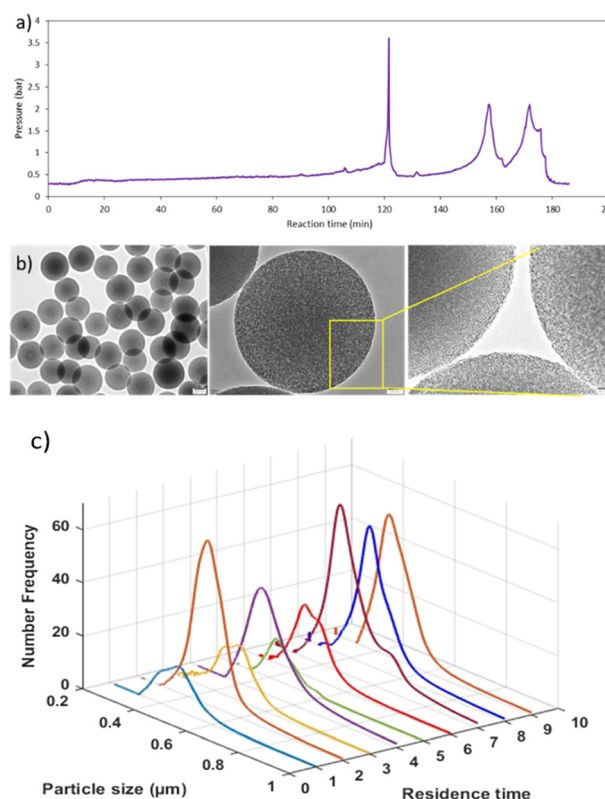 a)
4
3.5
3
2.5
2
1.5
1
0.5
0
Pressure (bar)
0 20 40 60 80 100 120 140 160 180 20
Reaction time (min)
b)
c)
60
40
20
0
Number Frequency
0.2
0.4
0.6
0.8
1
Particle size (µm)
0 1 2 3 4 5 6 7 8 9 10
Residence time